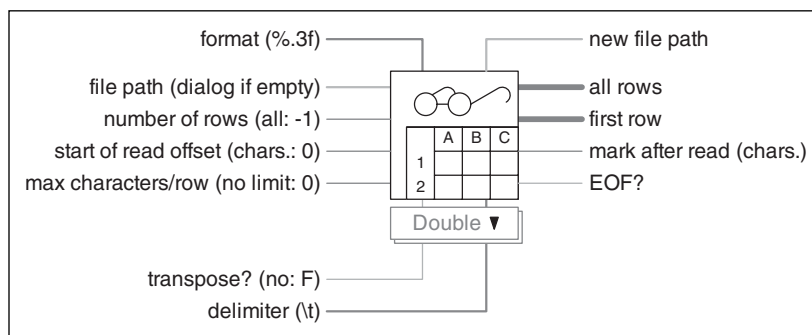 format (%.3f)
new file path
file path (dialog if empty)
all rows
number of rows (all: -1)
first row
start of read offset (chars.: 0)
mark after read (chars.)
max characters/row (no limit: 0)
EOF?
A B C
1
2
Double
transpose? (no: F)
delimiter (\t)